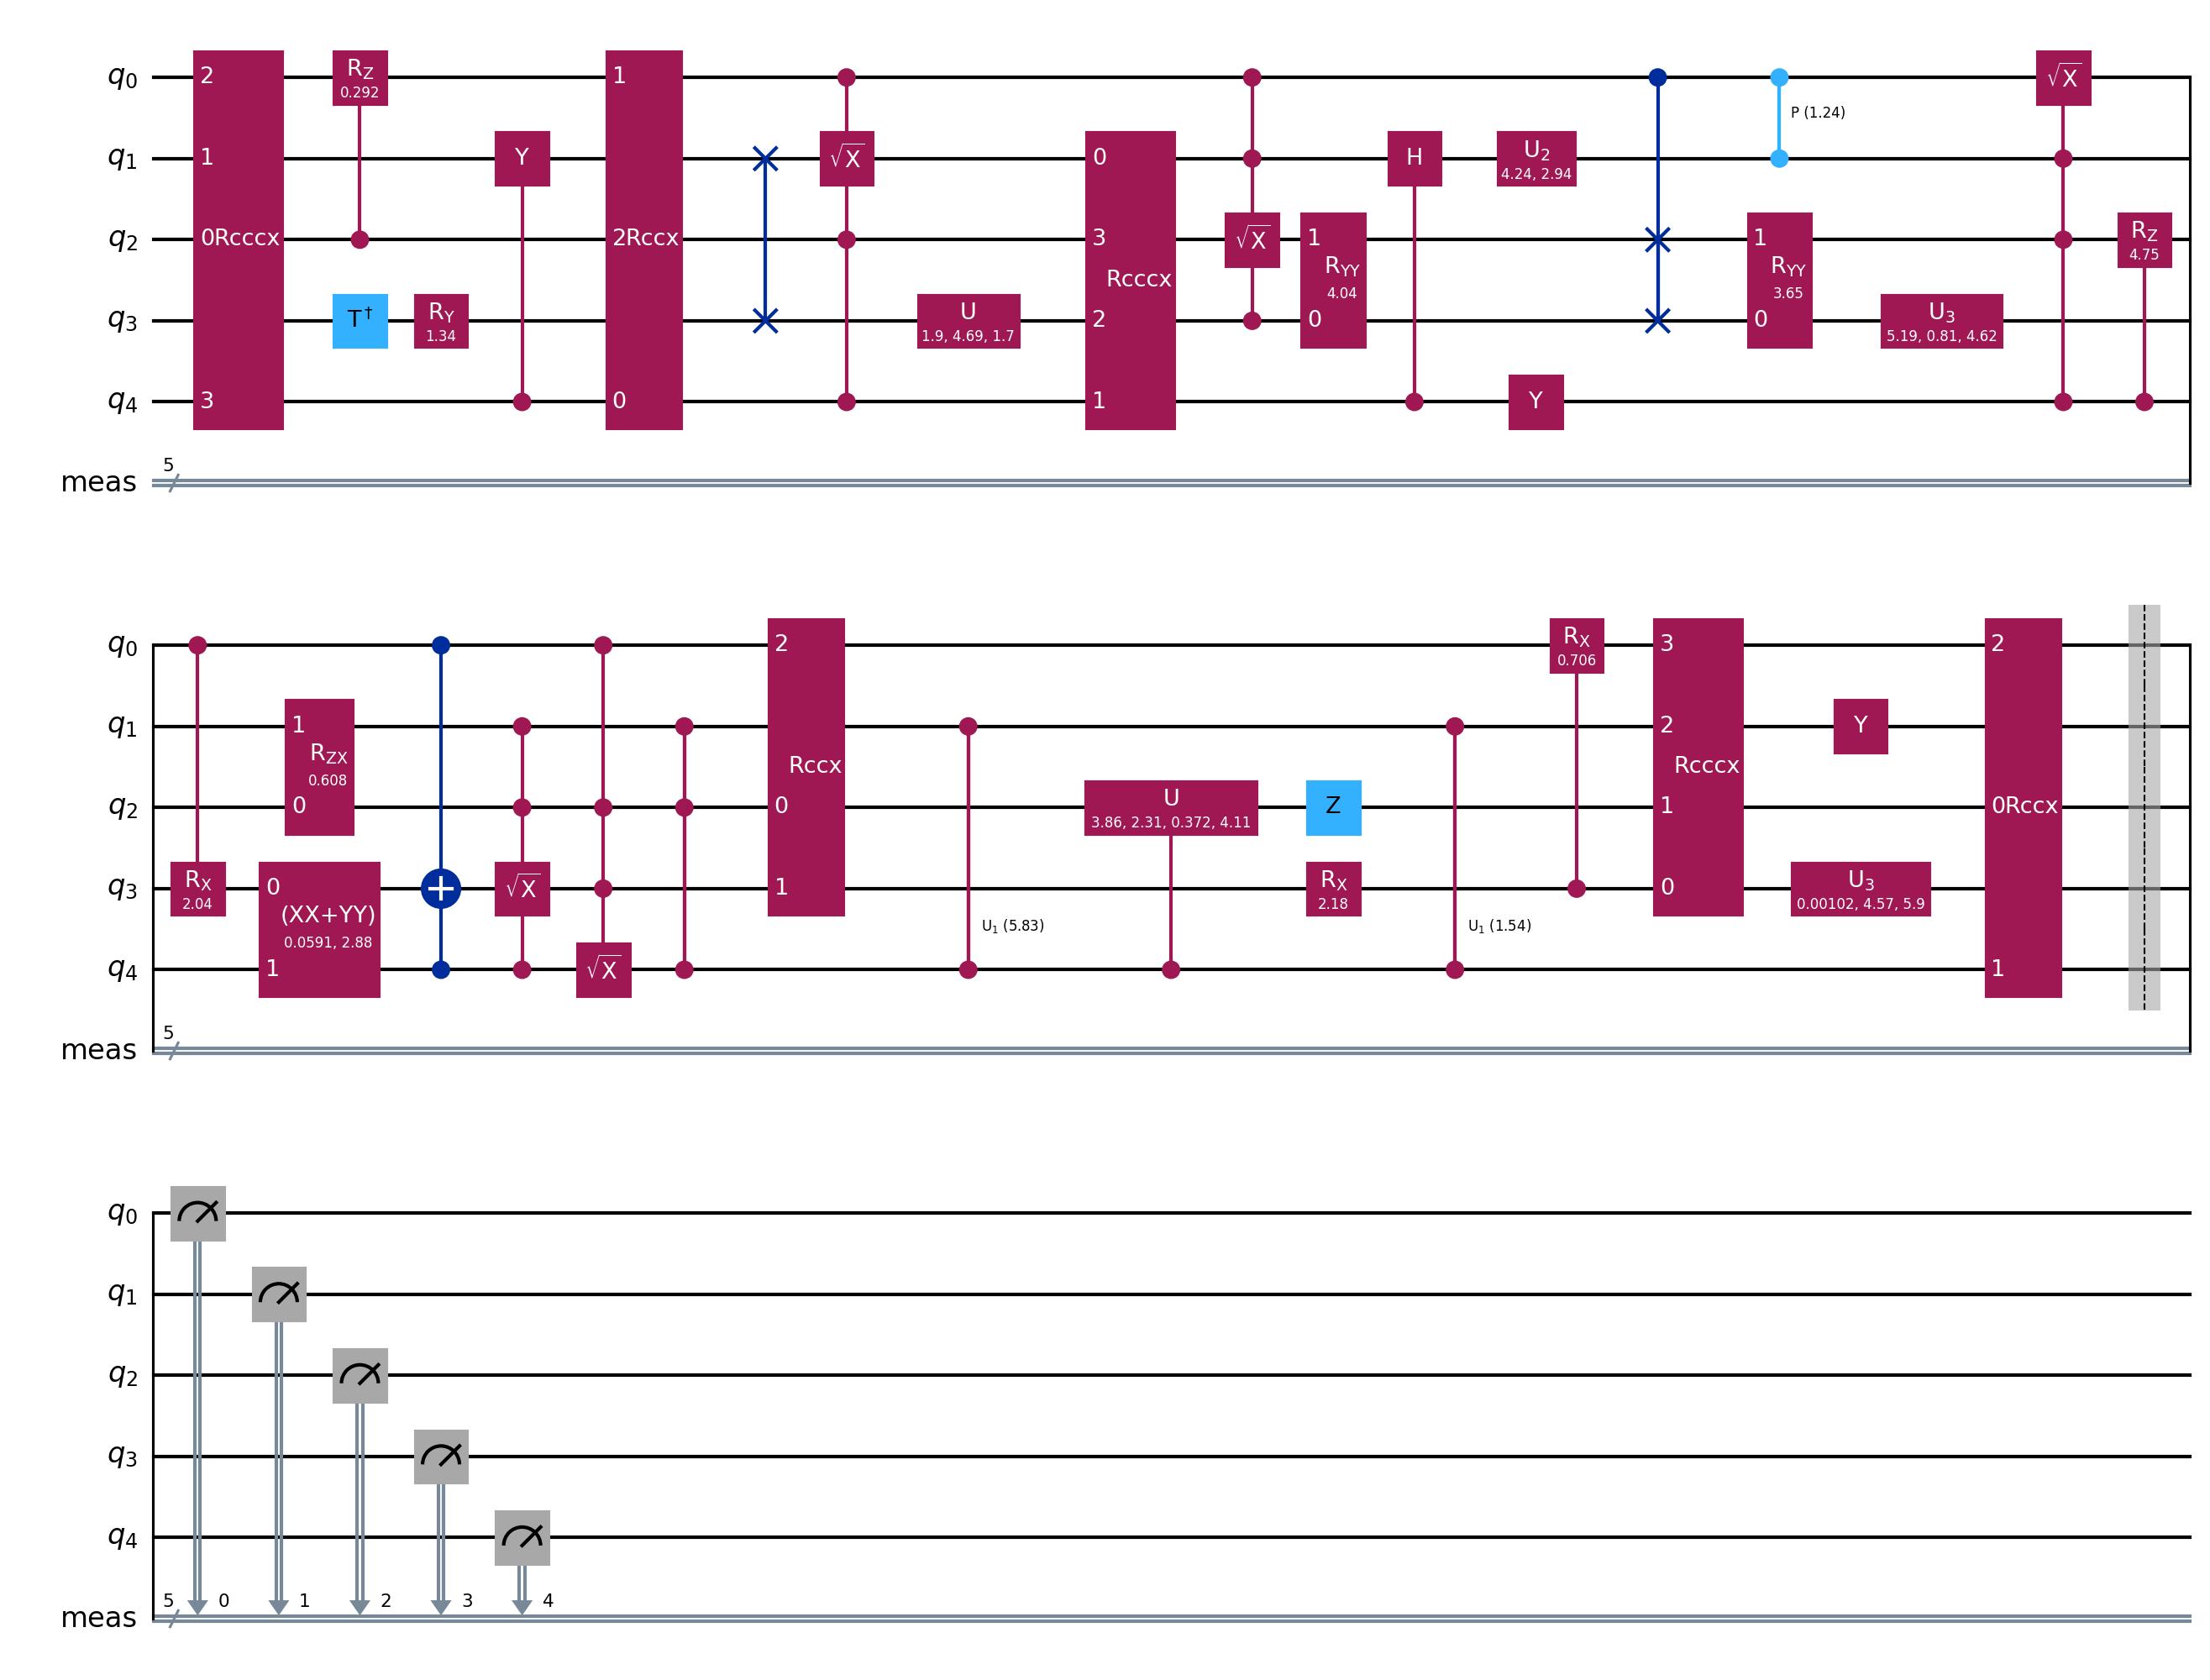 q0 2 RZ 0.292 1 √X
q1 1 Y √X 0 H U2 4.24, 2.94 P (1.24)
q2 0Rcccx 2Rccx 3 √X 1 RYY 4.04 1 RYY 3.65 RZ 4.75
Rcccx
q3 T† RY 1.34 U 1.9, 4.69, 1.7 2 0 0 U3 5.19, 0.81, 4.62
q4 3 0 1 Y
meas 5
q0 2 RX 0.706 3 2
q1 1 RZX 0.608 2 Y
Rccx Rcccx
q2 0 0 U 3.86, 2.31, 0.372, 4.11 Z 1 0Rccx
q3 RX 2.04 0 (XX+YY) 0.0591, 2.88 √X 1 RX 2.18 0 U3 0.00102, 4.57, 5.9
U1 (5.83) U1 (1.54)
q4 1 √X 1
meas 5
q0
q1
q2
q3
q4
meas 5 0 1 2 3 4